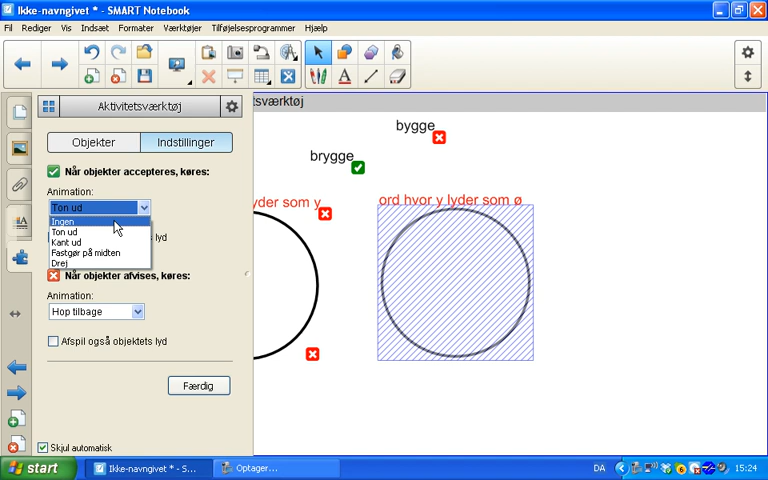 Ikke-navngivet * - SMART Notebook
Fil Rediger Vis Indsæt Formater Værktøjer Tilføjelsesprogrammer Hjælp
Aktivitetsværktøj
tsværktøj
Objekter Indstillinger
Når objekter accepteres, køres:
Animation:
Ton ud
Ingen
Ton ud
Kant ud
Fastgør på midten
Drej
s lyd
Når objekter afvises, køres:
Animation:
Hop tilbage
Afspil også objektets lyd
Færdig
Skjul automatisk
bygge
brygge
yder som y
ord hvor y lyder som ø
start
Ikke-navngivet * - S...
Optager...
DA
15:24